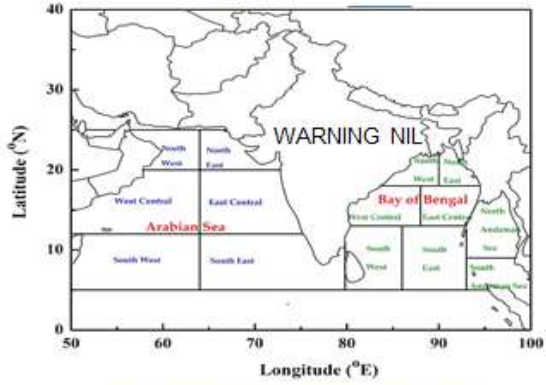 40
30
20
10
0
Latitude (°N)
WARNING NIL
North
West
North
East
North
West
North
East
West Central
East Central
Arabian Sea
Bay of Bengal
West Central
East Central
North
Andaman
Sea
South West
South East
South
West
South
East
South
Andaman Sea
50
60
70
80
90
100
Longitude (°E)